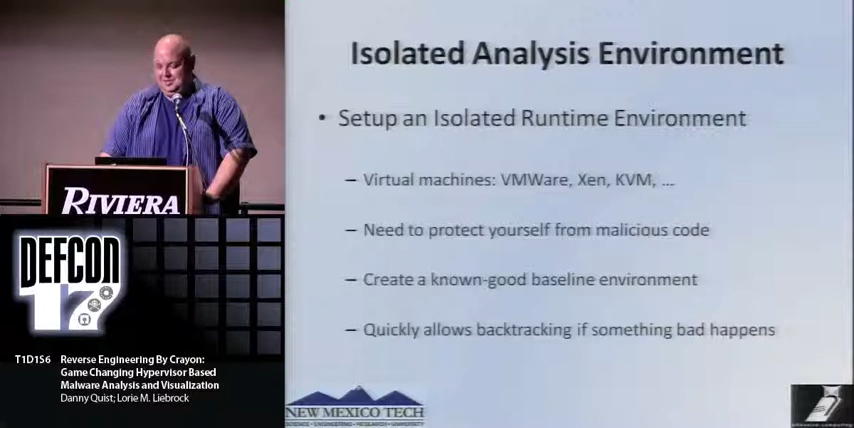 Isolated Analysis Environment
• Setup an Isolated Runtime Environment
– Virtual machines: VMWare, Xen, KVM, ...
– Need to protect yourself from malicious code
– Create a known-good baseline environment
– Quickly allows backtracking if something bad happens
RIVIERA
DEFCON
17
T1D1S6 Reverse Engineering By Crayon:
Game Changing Hypervisor Based
Malware Analysis and Visualization
Danny Quist; Lorie M. Liebrock
NEW MEXICO TECH
SCIENCE • ENGINEERING • RESEARCH • UNIVERSITY